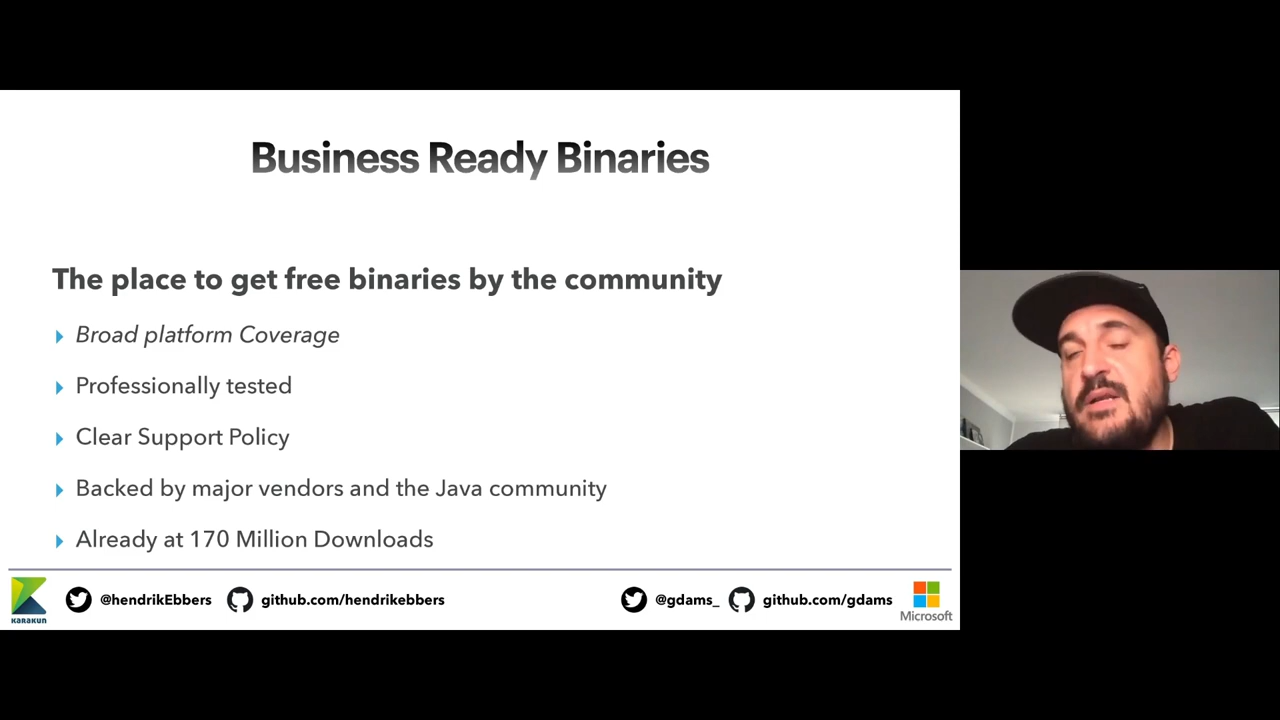 Business Ready Binaries
The place to get free binaries by the community
Broad platform Coverage
Professionally tested
Clear Support Policy
Backed by major vendors and the Java community
Already at 170 Million Downloads
KARAKUN
@hendrikEbbers
github.com/hendrikebbers
@gdams_
github.com/gdams
Microsoft